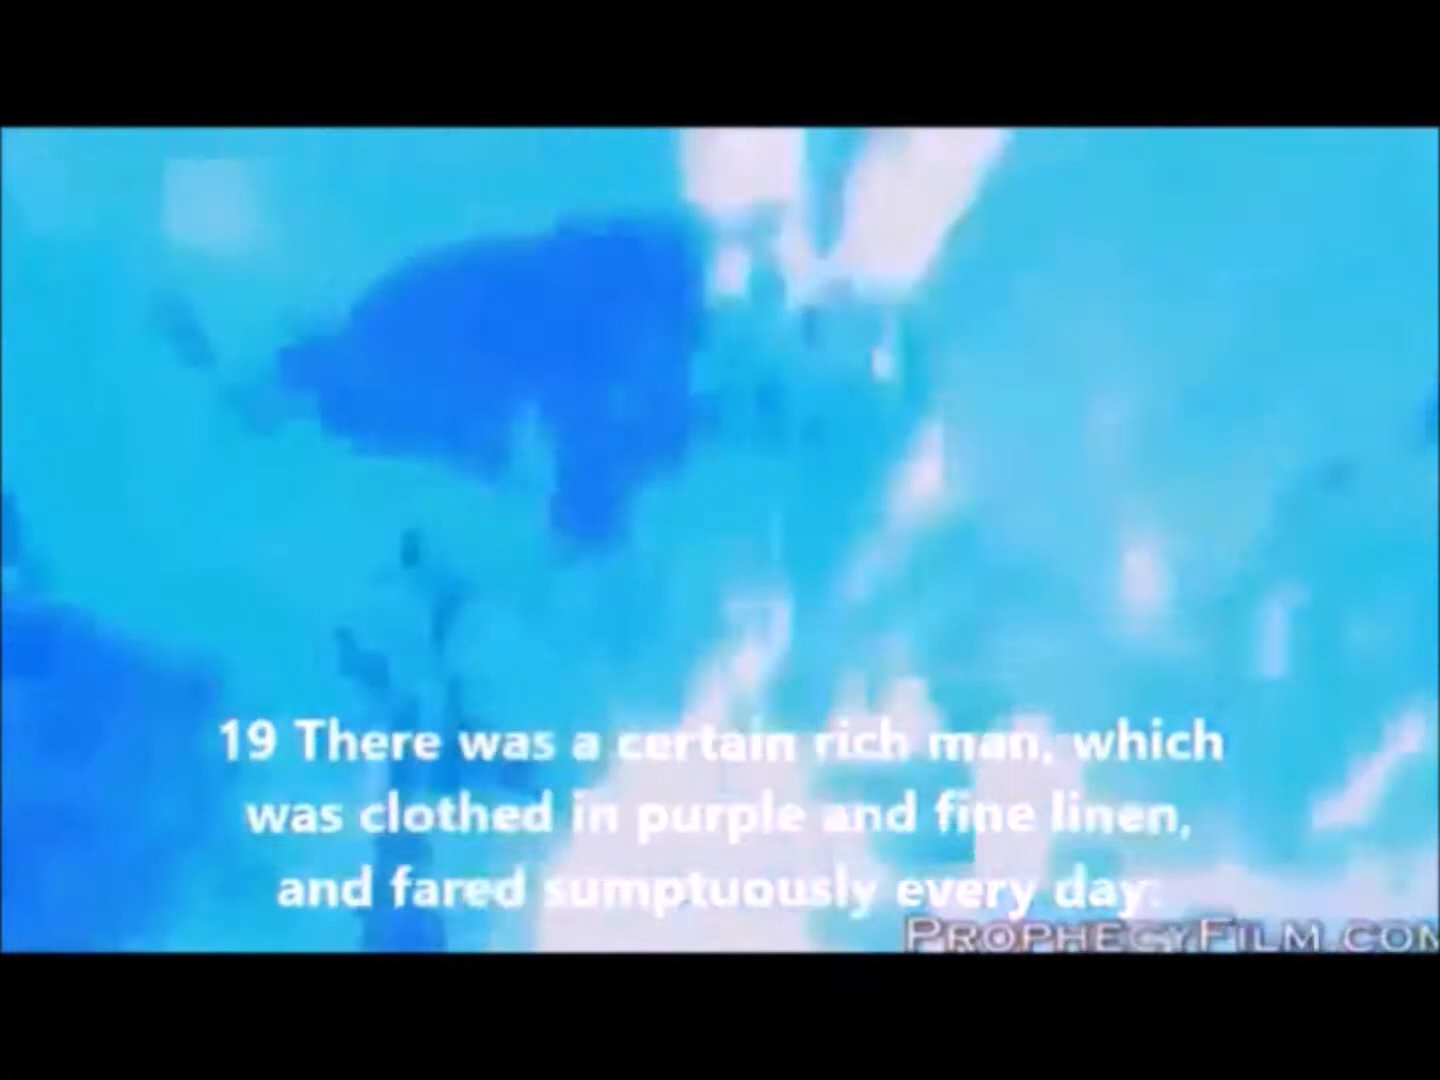 19 There was a certain rich man, which
was clothed in purple and fine linen,
and fared sumptuously every day:
PROPHECYFILM.COM